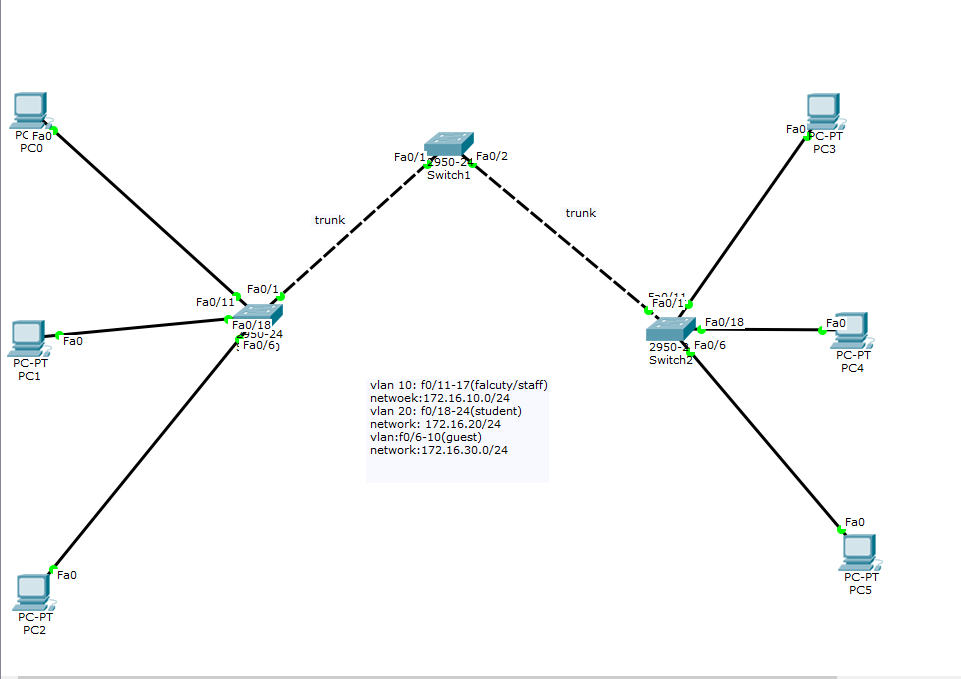 PC Fa0
PC0
Fa0
PC-PT
PC3
Fa0/1
Fa0/2
2950-24
Switch1
trunk
trunk
Fa0/1
Fa0/11
Fa0/18
950-24
Fa0/6
Fa0/11
Fa0/1
Fa0/18
2950-2
Fa0/6
Switch2
Fa0
PC-PT
PC1
Fa0
PC-PT
PC4
vlan 10: f0/11-17(falcuty/staff)
netwoek:172.16.10.0/24
vlan 20: f0/18-24(student)
network: 172.16.20/24
vlan:f0/6-10(guest)
network:172.16.30.0/24
Fa0
PC-PT
PC5
Fa0
PC-PT
PC2